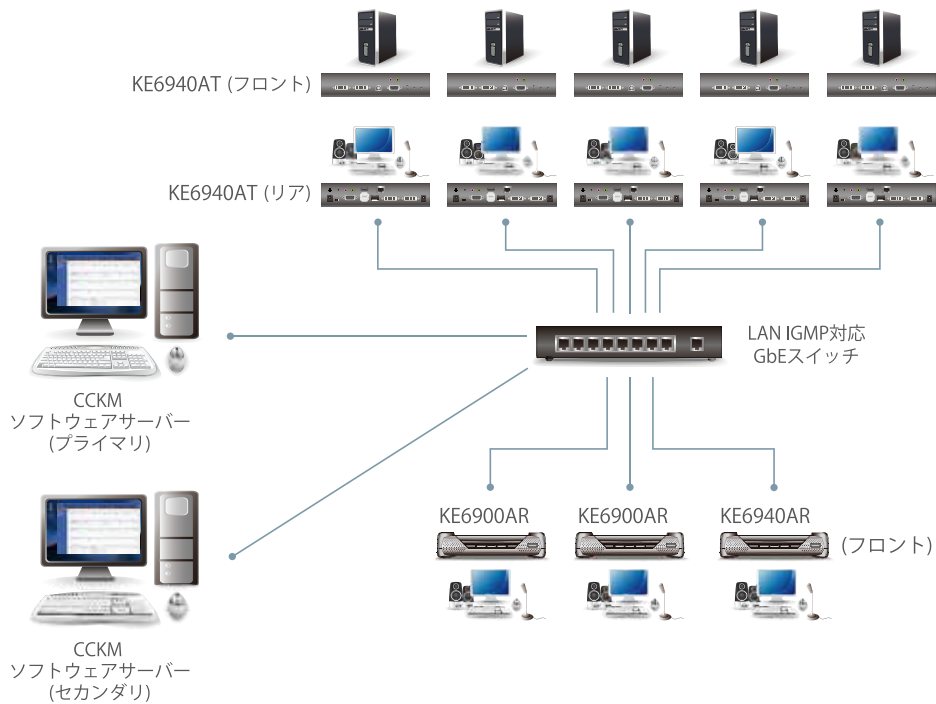 KE6940AT (フロント)
KE6940AT (リア)
LAN IGMP対応
GbEスイッチ
CCKM
ソフトウェアサーバー
(プライマリ)
KE6900AR
KE6900AR
KE6940AR
(フロント)
CCKM
ソフトウェアサーバー
(セカンダリ)